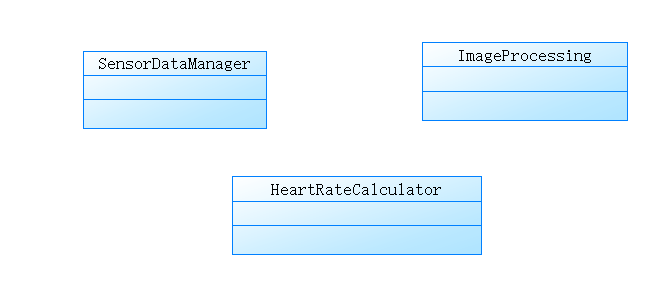 SensorDataManager
ImageProcessing
HeartRateCalculator